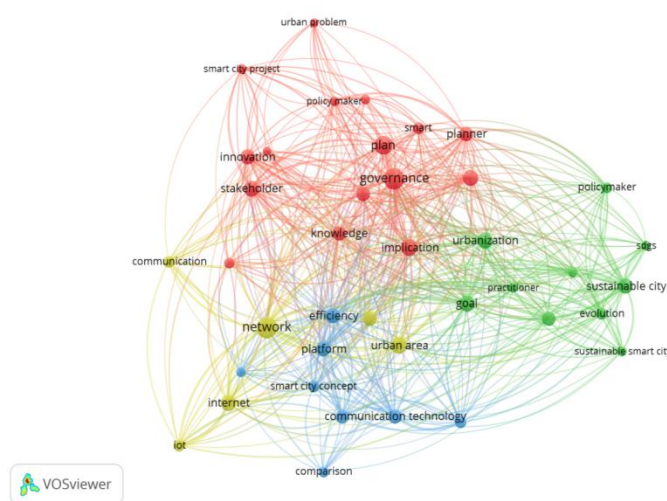 urban problem
smart city project
policy maker
smart
planner
plan
innovation
stakeholder
governance
policymaker
knowledge
implication
urbanization
sdgs
communication
practitioner
sustainable city
goal
evolution
efficiency
network
platform
urban area
sustainable smart cit
smart city concept
internet
communication technology
iot
comparison
VOSviewer